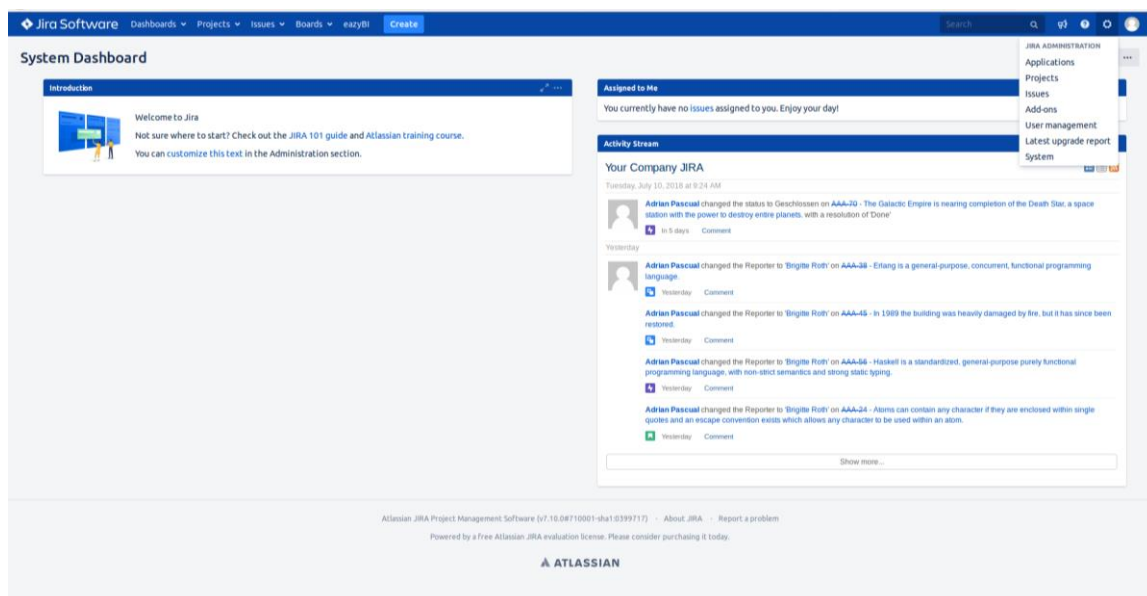 Jira Software Dashboards Projects Issues Boards eazyBI Create Search
System Dashboard
JIRA ADMINISTRATION
Applications
Projects
Issues
Add-ons
User management
Latest upgrade report
System
Introduction
Welcome to Jira
Not sure where to start? Check out the JIRA 101 guide and Atlassian training course.
You can customize this text in the Administration section.
Assigned to Me
You currently have no issues assigned to you. Enjoy your day!
Activity Stream
Your Company JIRA
Tuesday, July 10, 2018 at 9:24 AM
Adrian Pascual changed the status to Geschlossen on AAA-70 - The Galactic Empire is nearing completion of the Death Star, a space
station with the power to destroy entire planets. with a resolution of 'Done'
In 5 days Comment
Yesterday
Adrian Pascual changed the Reporter to 'Brigitte Roth' on AAA-38 - Erlang is a general-purpose, concurrent, functional programming
language.
Yesterday Comment
Adrian Pascual changed the Reporter to 'Brigitte Roth' on AAA-45 - In 1989 the building was heavily damaged by fire, but it has since been
restored.
Yesterday Comment
Adrian Pascual changed the Reporter to 'Brigitte Roth' on AAA-56 - Haskell is a standardized, general-purpose purely functional
programming language, with non-strict semantics and strong static typing.
Yesterday Comment
Adrian Pascual changed the Reporter to 'Brigitte Roth' on AAA-24 - Atoms can contain any character if they are enclosed within single
quotes and an escape convention exists which allows any character to be used within an atom.
Yesterday Comment
Show more...
Atlassian JIRA Project Management Software (v7.10.0#710001-sha1:0399717) · About JIRA · Report a problem
Powered by a free Atlassian JIRA evaluation license. Please consider purchasing it today.
ATLASSIAN